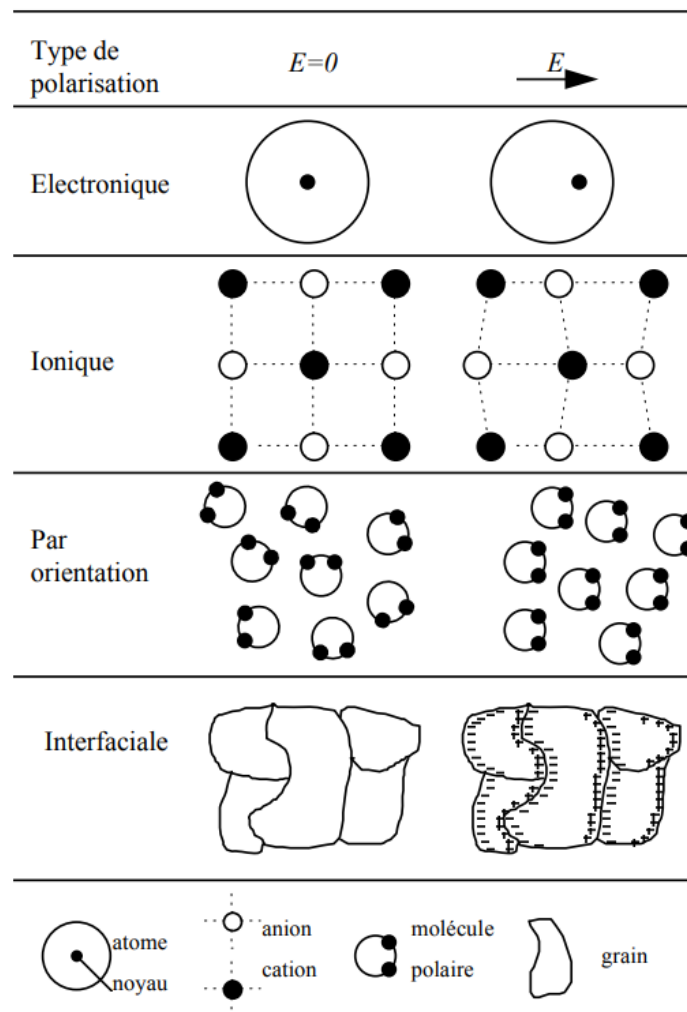 Type de
polarisation
E=0
E
Electronique
Ionique
Par
orientation
Interfaciale
atome
noyau
anion
cation
molécule
polaire
grain